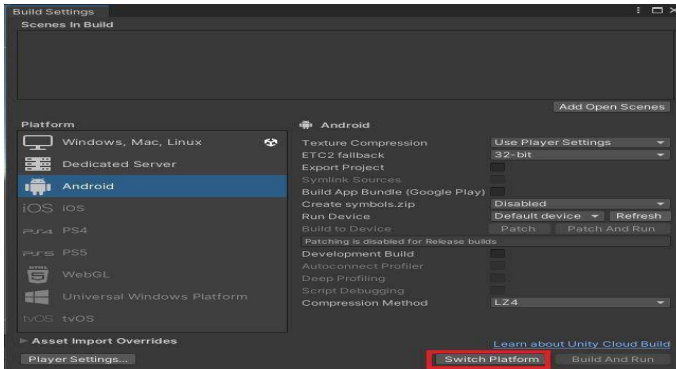 Build Settings
Scenes In Build
Add Open Scenes
Platform
Windows, Mac, Linux
Dedicated Server
Android
iOS iOS
PS4 PS4
PS5 PS5
WebGL
Universal Windows Platform
tvOS tvOS
Android
Texture Compression Use Player Settings
ETC2 fallback 32-bit
Export Project
Symlink Sources
Build App Bundle (Google Play)
Create symbols.zip Disabled
Run Device Default device Refresh
Build to Device Patch Patch And Run
Patching is disabled for Release builds
Development Build
Autoconnect Profiler
Deep Profiling
Script Debugging
Compression Method LZ4
Asset Import Overrides
Learn about Unity Cloud Build
Player Settings... Switch Platform Build And Run